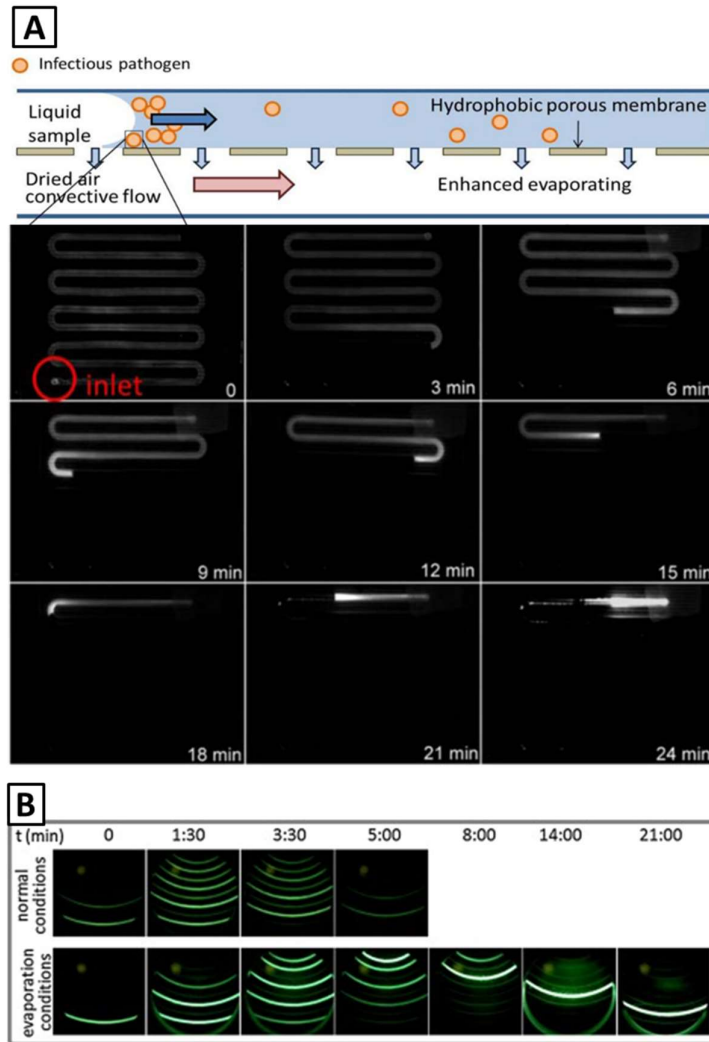 A
Infectious pathogen
Liquid
sample
Hydrophobic porous membrane
Dried air
convective flow
Enhanced evaporating
inlet
0
3 min
6 min
9 min
12 min
15 min
18 min
21 min
24 min
B
t (min) 0 1:30 3:30 5:00 8:00 14:00 21:00
normal
conditions
evaporation
conditions